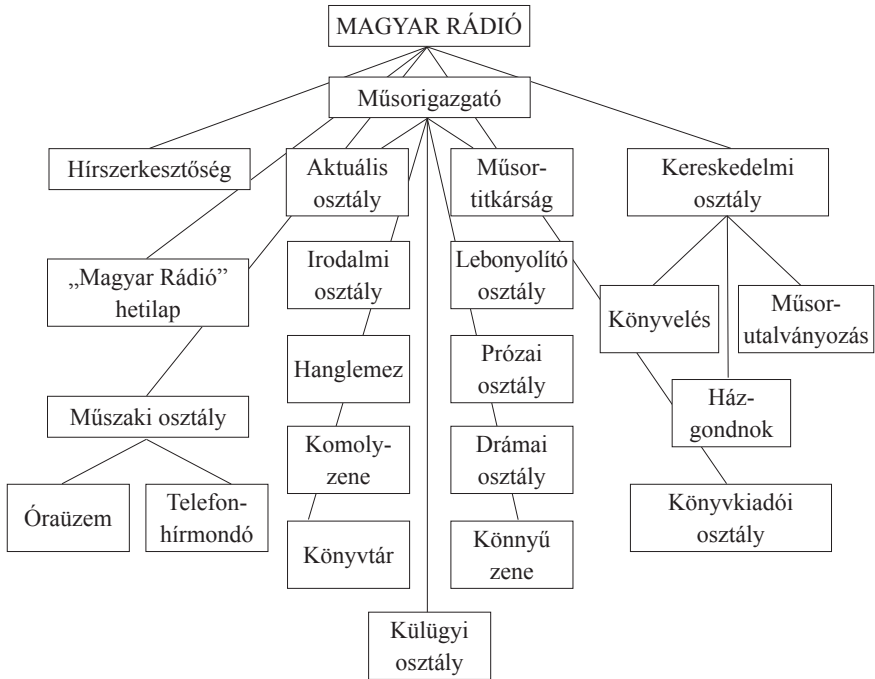 MAGYAR RÁDIÓ
Műsorigazgató
Hírszerkesztőség
Aktuális
osztály
Műsor-
titkárság
Kereskedelmi
osztály
„Magyar Rádió”
hetilap
Irodalmi
osztály
Lebonyolító
osztály
Könyvelés
Műsor-
utalványozás
Hanglemez
Prózai
osztály
Műszaki osztály
Ház-
gondnok
Komoly-
zene
Drámai
osztály
Óraüzem
Telefon-
hírmondó
Könyvtár
Könnyű
zene
Könyvkiadói
osztály
Külügyi
osztály